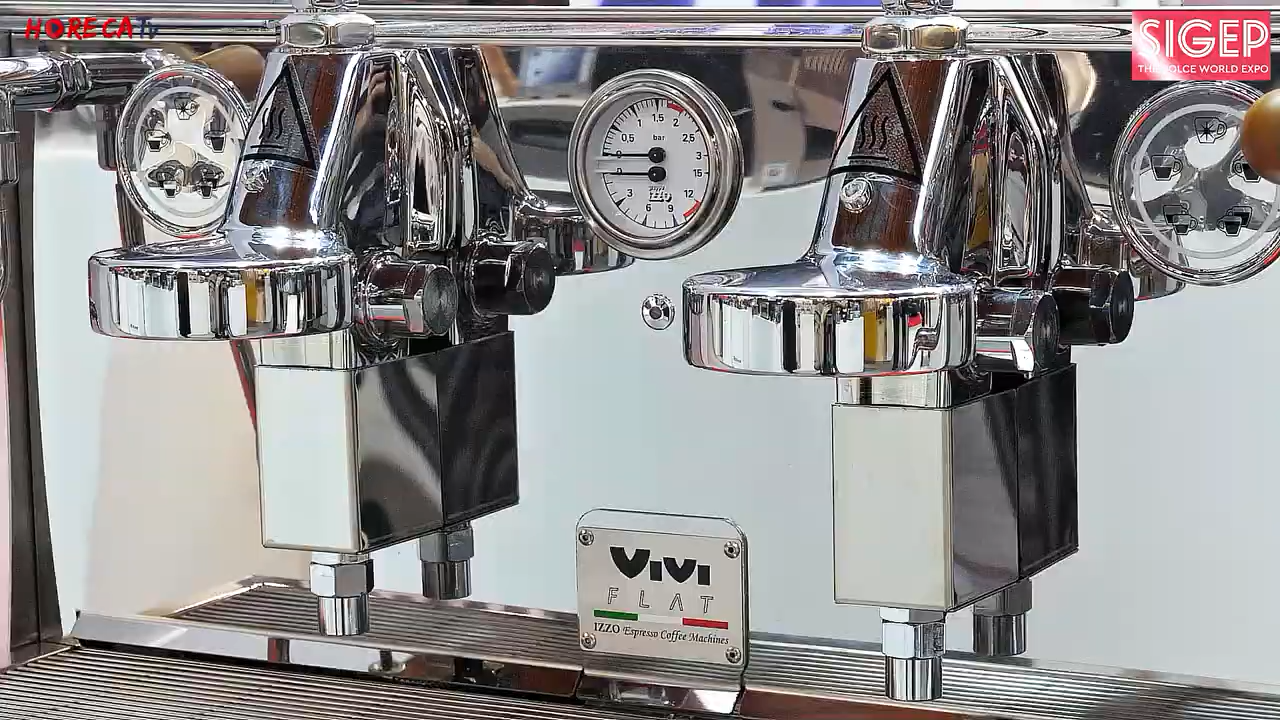 HORECATV
SIGEP
THE DOLCE WORLD EXPO
0 0,5 1 1,5 2 2,5 3
bar
0 3 6 9 12 15
IZZO
VIVI
FLAT
IZZO Espresso Coffee Machines